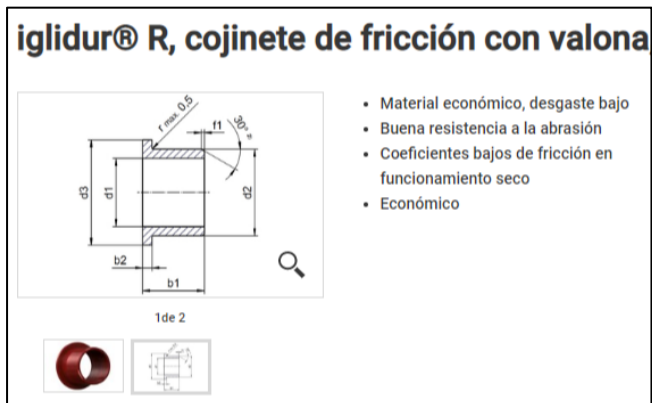 iglidur® R, cojinete de fricción con valona
r max. 0,5
f1
30° ≈
d3
d1
d2
b2
b1
1de 2
• Material económico, desgaste bajo
• Buena resistencia a la abrasión
• Coeficientes bajos de fricción en
funcionamiento seco
• Económico